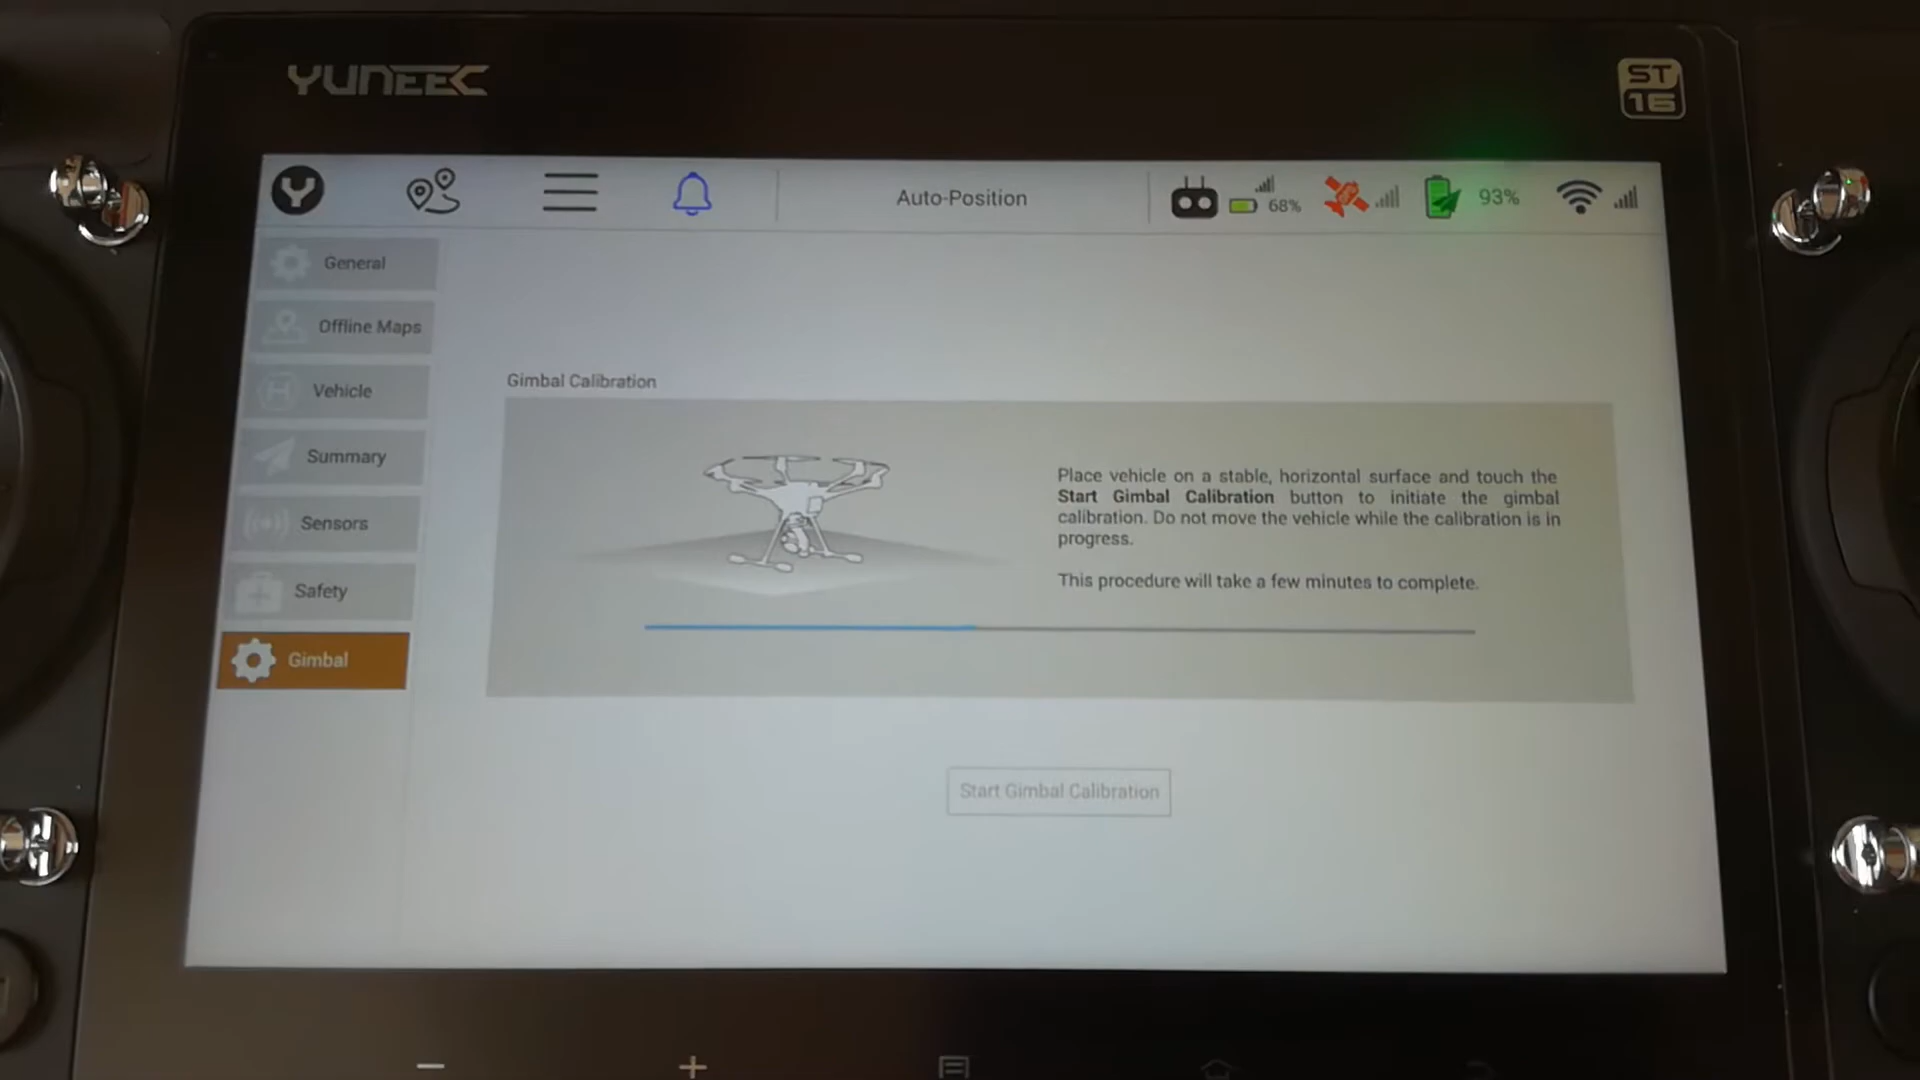 YUNEEC
ST
16
Auto-Position
68%
93%
General
Offline Maps
Vehicle
Summary
Sensors
Safety
Gimbal
Gimbal Calibration
Place vehicle on a stable, horizontal surface and touch the
Start Gimbal Calibration button to initiate the gimbal
calibration. Do not move the vehicle while the calibration is in
progress.
This procedure will take a few minutes to complete.
Start Gimbal Calibration